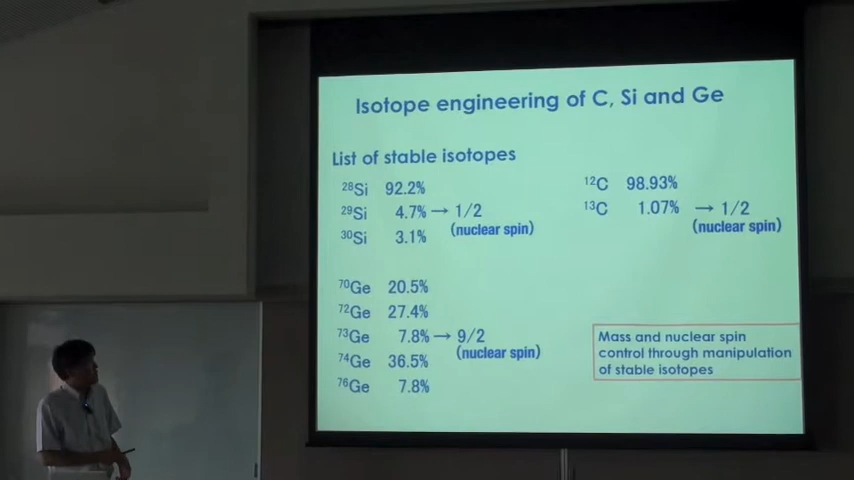 Isotope engineering of C, Si and Ge
List of stable isotopes
²⁸Si 92.2%
²⁹Si 4.7% → 1/2
(nuclear spin)
³⁰Si 3.1%
¹²C 98.93%
¹³C 1.07% → 1/2
(nuclear spin)
⁷⁰Ge 20.5%
⁷²Ge 27.4%
⁷³Ge 7.8% → 9/2
(nuclear spin)
⁷⁴Ge 36.5%
⁷⁶Ge 7.8%
Mass and nuclear spin
control through manipulation
of stable isotopes